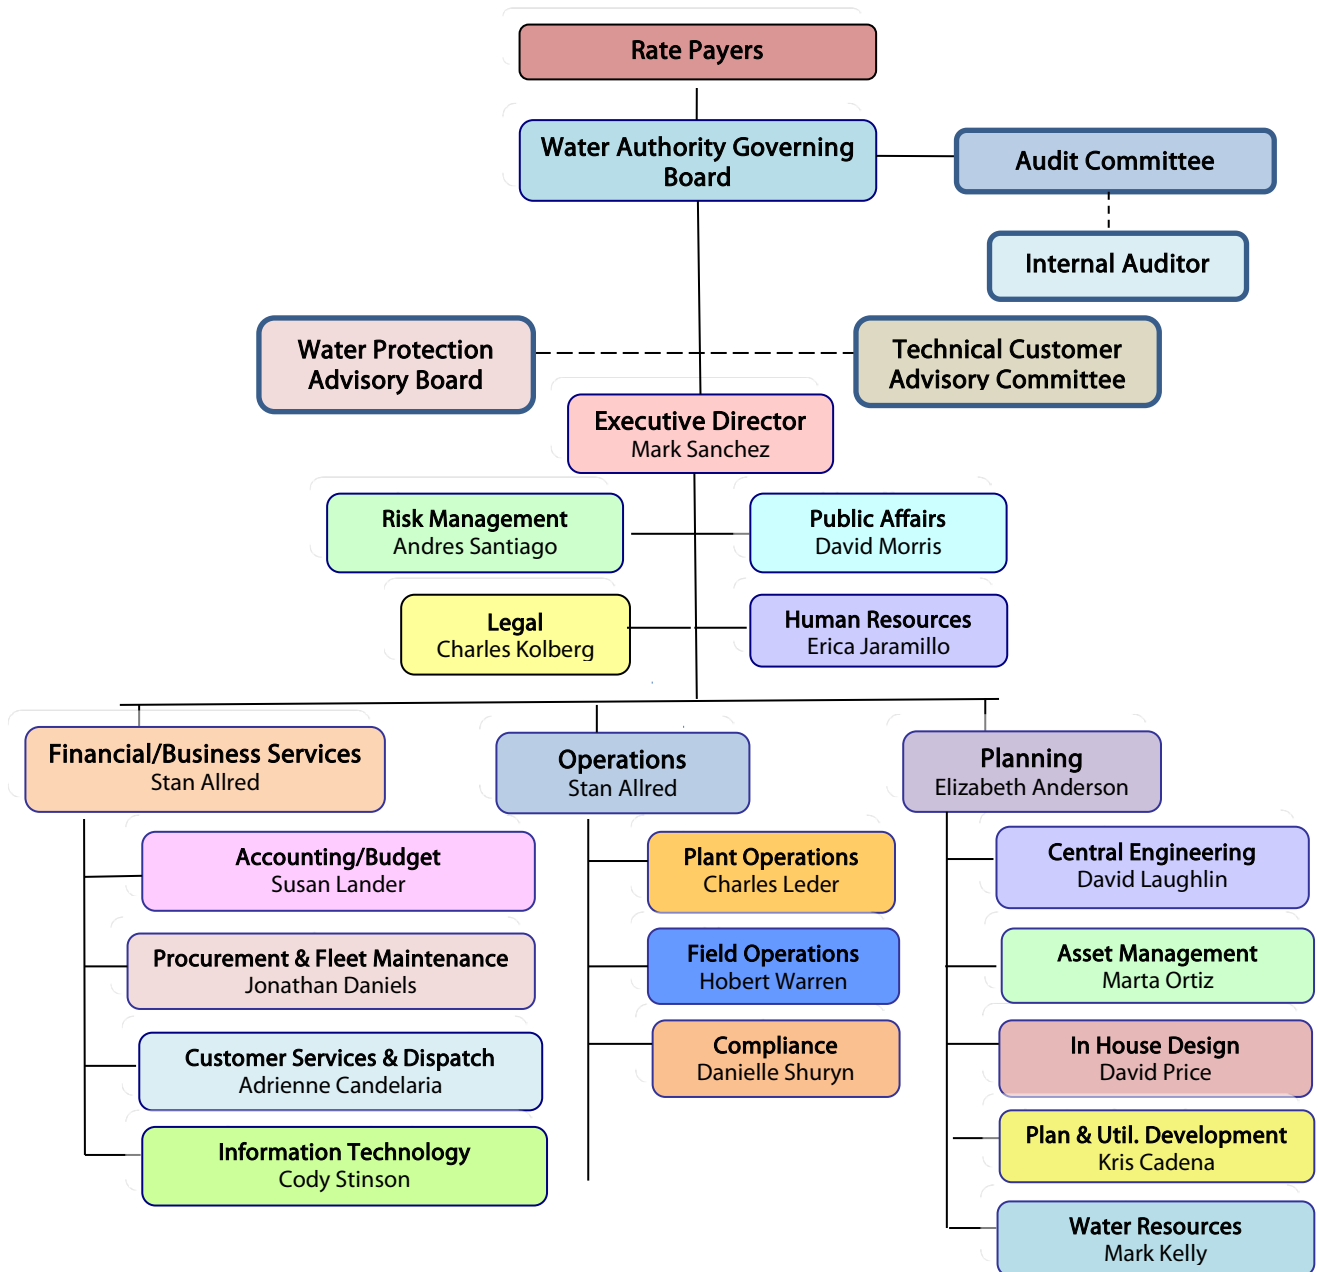 Rate Payers
Water Authority Governing
Board
Audit Committee
Internal Auditor
Water Protection
Advisory Board
Technical Customer
Advisory Committee
Executive Director
Mark Sanchez
Risk Management
Andres Santiago
Public Affairs
David Morris
Legal
Charles Kolberg
Human Resources
Erica Jaramillo
Financial/Business Services
Stan Allred
Operations
Stan Allred
Planning
Elizabeth Anderson
Accounting/Budget
Susan Lander
Procurement & Fleet Maintenance
Jonathan Daniels
Customer Services & Dispatch
Adrienne Candelaria
Information Technology
Cody Stinson
Plant Operations
Charles Leder
Field Operations
Hobert Warren
Compliance
Danielle Shuryn
Central Engineering
David Laughlin
Asset Management
Marta Ortiz
In House Design
David Price
Plan & Util. Development
Kris Cadena
Water Resources
Mark Kelly